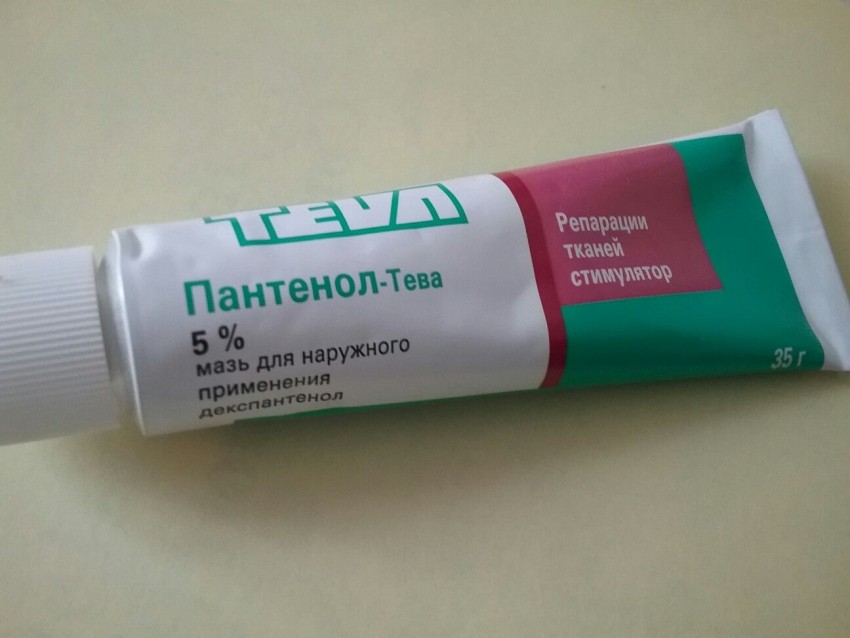 TEVA
Пантенол-Тева
5 %
мазь для наружного
применения
декспантенол
Репарации
тканей
стимулятор
35 г